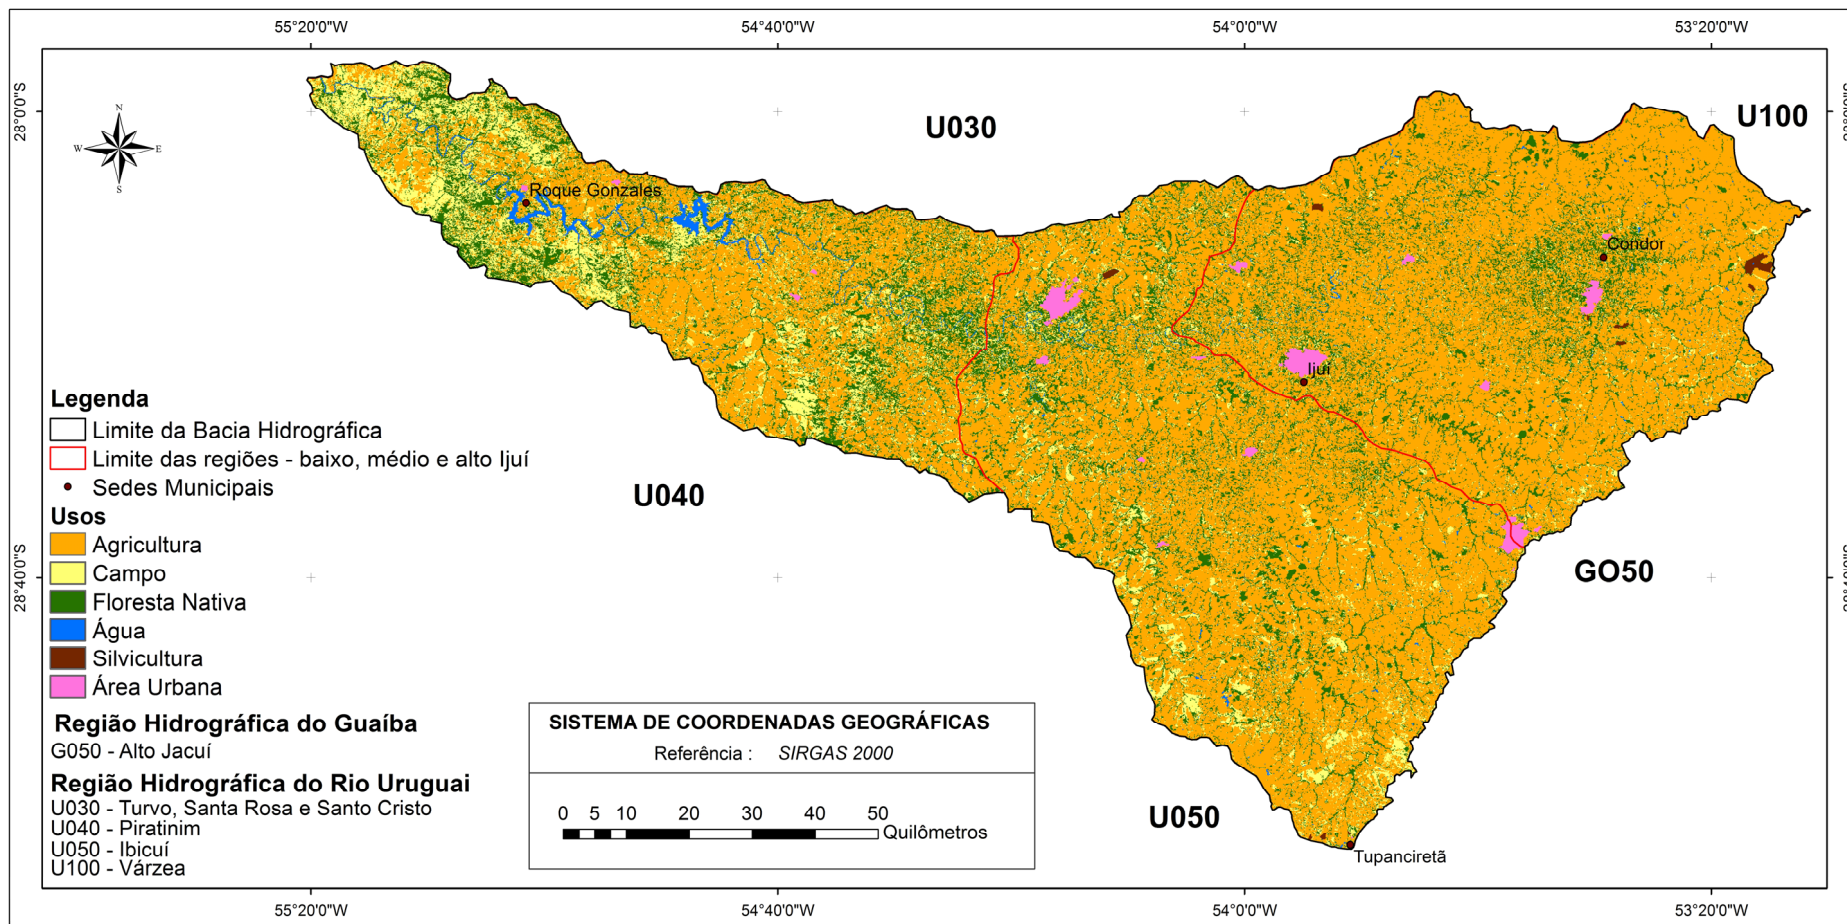 55°20'0"W
54°40'0"W
54°0'0"W
53°20'0"W
28°0'0"S
28°40'0"S
N
W
E
S
U030
U100
Roque Gonzales
Condor
Ijuí
U040
GO50
U050
Tupanciretã
Legenda
Limite da Bacia Hidrográfica
Limite das regiões - baixo, médio e alto Ijuí
Sedes Municipais
Usos
Agricultura
Campo
Floresta Nativa
Água
Silvicultura
Área Urbana
Região Hidrográfica do Guaíba
G050 - Alto Jacuí
Região Hidrográfica do Rio Uruguai
U030 - Turvo, Santa Rosa e Santo Cristo
U040 - Piratinim
U050 - Ibicuí
U100 - Várzea
SISTEMA DE COORDENADAS GEOGRÁFICAS
Referência : SIRGAS 2000
0 5 10 20 30 40 50
Quilômetros
55°20'0"W
54°40'0"W
54°0'0"W
53°20'0"W